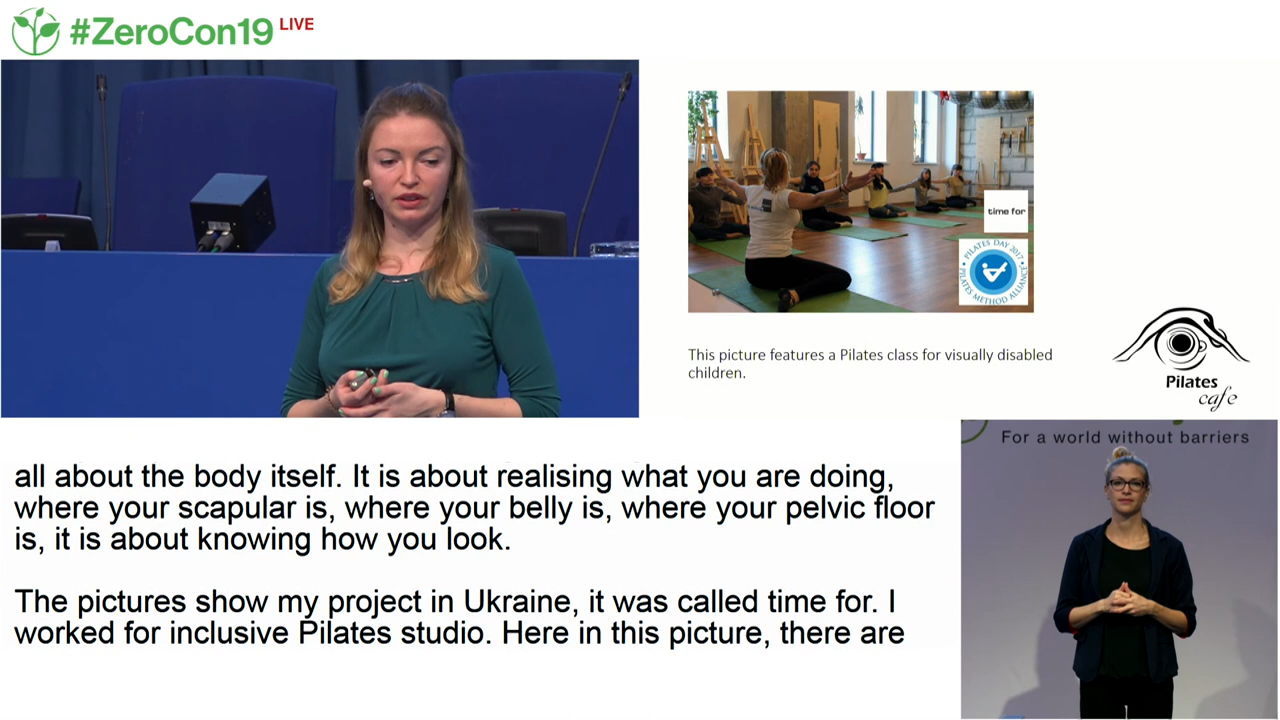 #ZeroCon19 LIVE
time for
PILATES DAY 2017
PILATES METHOD ALLIANCE
This picture features a Pilates class for visually disabled
children.
Pilates
cafe
For a world without barriers
all about the body itself. It is about realising what you are doing,
where your scapular is, where your belly is, where your pelvic floor
is, it is about knowing how you look.
The pictures show my project in Ukraine, it was called time for. I
worked for inclusive Pilates studio. Here in this picture, there are